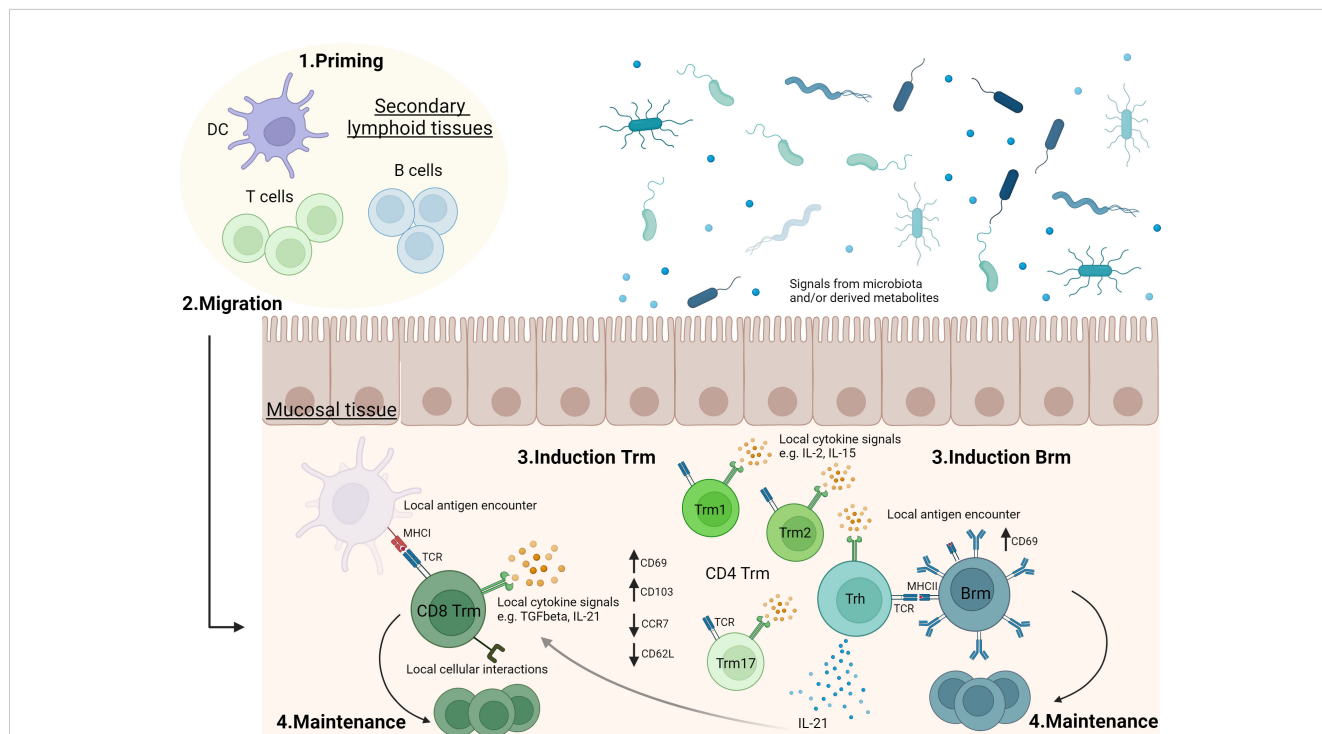 1.Priming
DC
Secondary
lymphoid tissues
B cells
T cells
2.Migration
Signals from microbiota
and/or derived metabolites
Mucosal tissue
3.Induction Trm
Local cytokine signals
e.g. IL-2, IL-15
3.Induction Brm
Local antigen encounter
MHCI
TCR
CD8 Trm
Local cytokine signals
e.g. TGFbeta, IL-21
Local cellular interactions
4.Maintenance
CD69
CD103
CCR7
CD62L
Trm1
Trm2
CD4 Trm
TCR
Trm17
Trh
IL-21
Local antigen encounter
CD69
MHCII
TCR
Brm
4.Maintenance